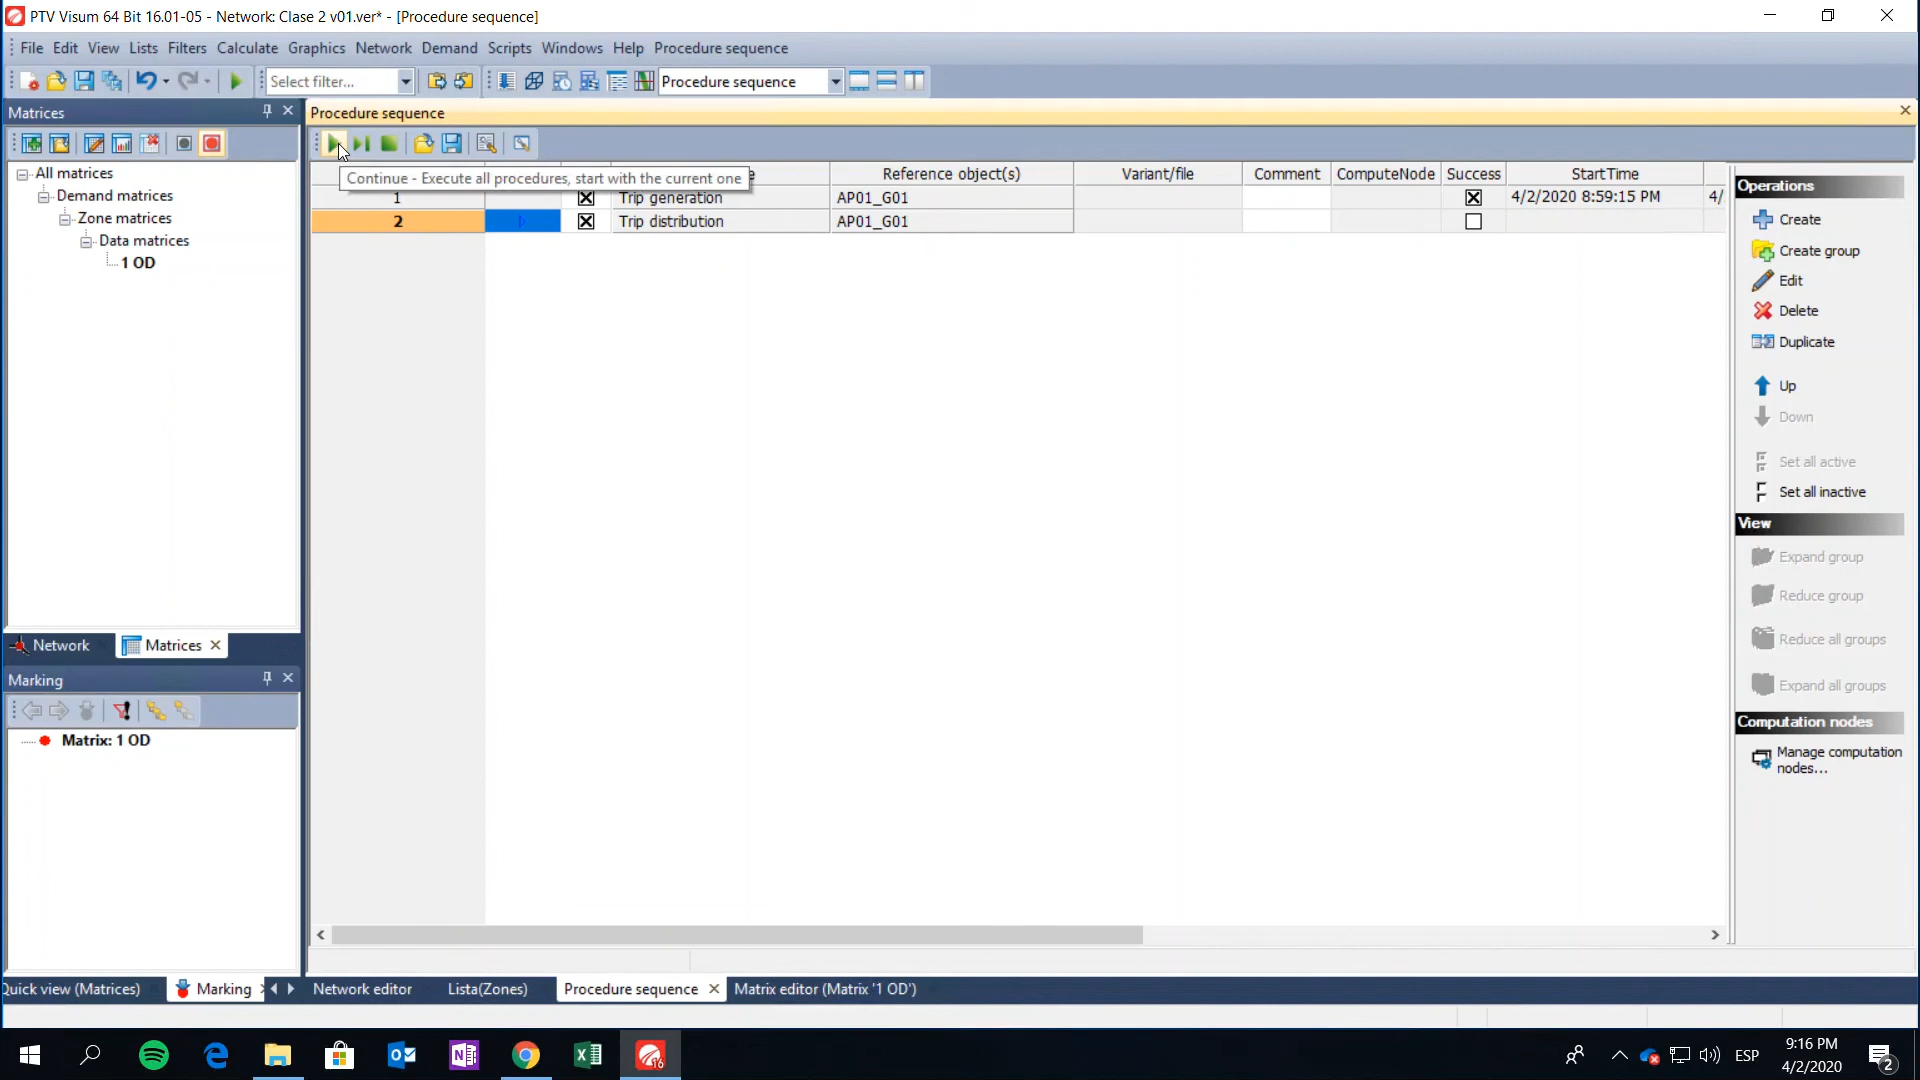 PTV Visum 64 Bit 16.01-05 - Network: Clase 2 v01.ver* - [Procedure sequence]
File Edit View Lists Filters Calculate Graphics Network Demand Scripts Windows Help Procedure sequence
Select filter...
Procedure sequence
Matrices
Procedure sequence
Continue - Execute all procedures, start with the current one
Reference object(s) Variant/file Comment ComputeNode Success StartTime
1 Trip generation AP01_G01 4/2/2020 8:59:15 PM 4/
2 Trip distribution AP01_G01
All matrices
Demand matrices
Zone matrices
Data matrices
1 OD
Operations
Create
Create group
Edit
Delete
Duplicate
Up
Down
Set all active
Set all inactive
View
Expand group
Reduce group
Reduce all groups
Expand all groups
Computation nodes
Manage computation
nodes...
Network
Matrices
Marking
Matrix: 1 OD
Quick view (Matrices)
Marking
Network editor
Lista(Zones)
Procedure sequence
Matrix editor (Matrix '1 OD')
16
ESP
9:16 PM
4/2/2020
2